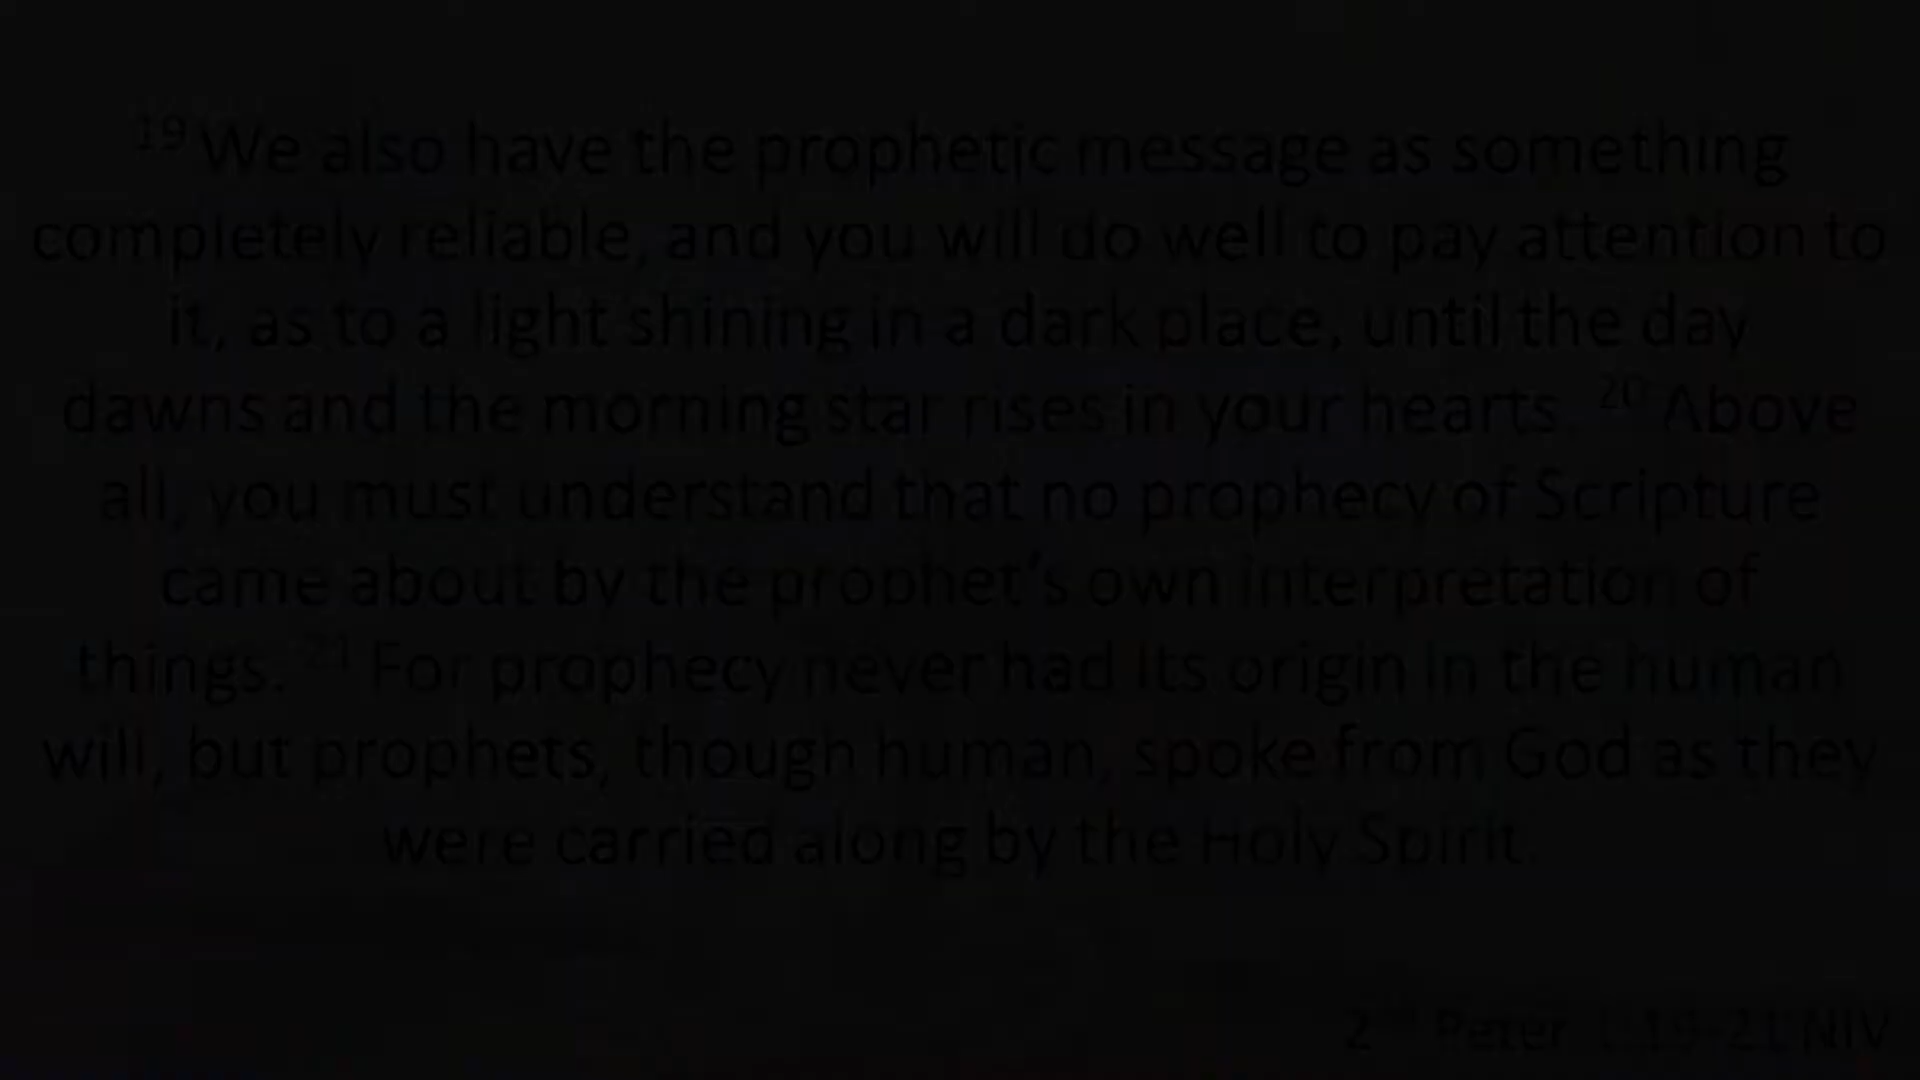 19 We also have the prophetic message as something
completely reliable, and you will do well to pay attention to
it, as to a light shining in a dark place, until the day
dawns and the morning star rises in your hearts. 20 Above
all, you must understand that no prophecy of Scripture
came about by the prophet’s own interpretation of
things. 21 For prophecy never had its origin in the human
will, but prophets, though human, spoke from God as they
were carried along by the Holy Spirit.
2nd Peter 1:19-21 NIV